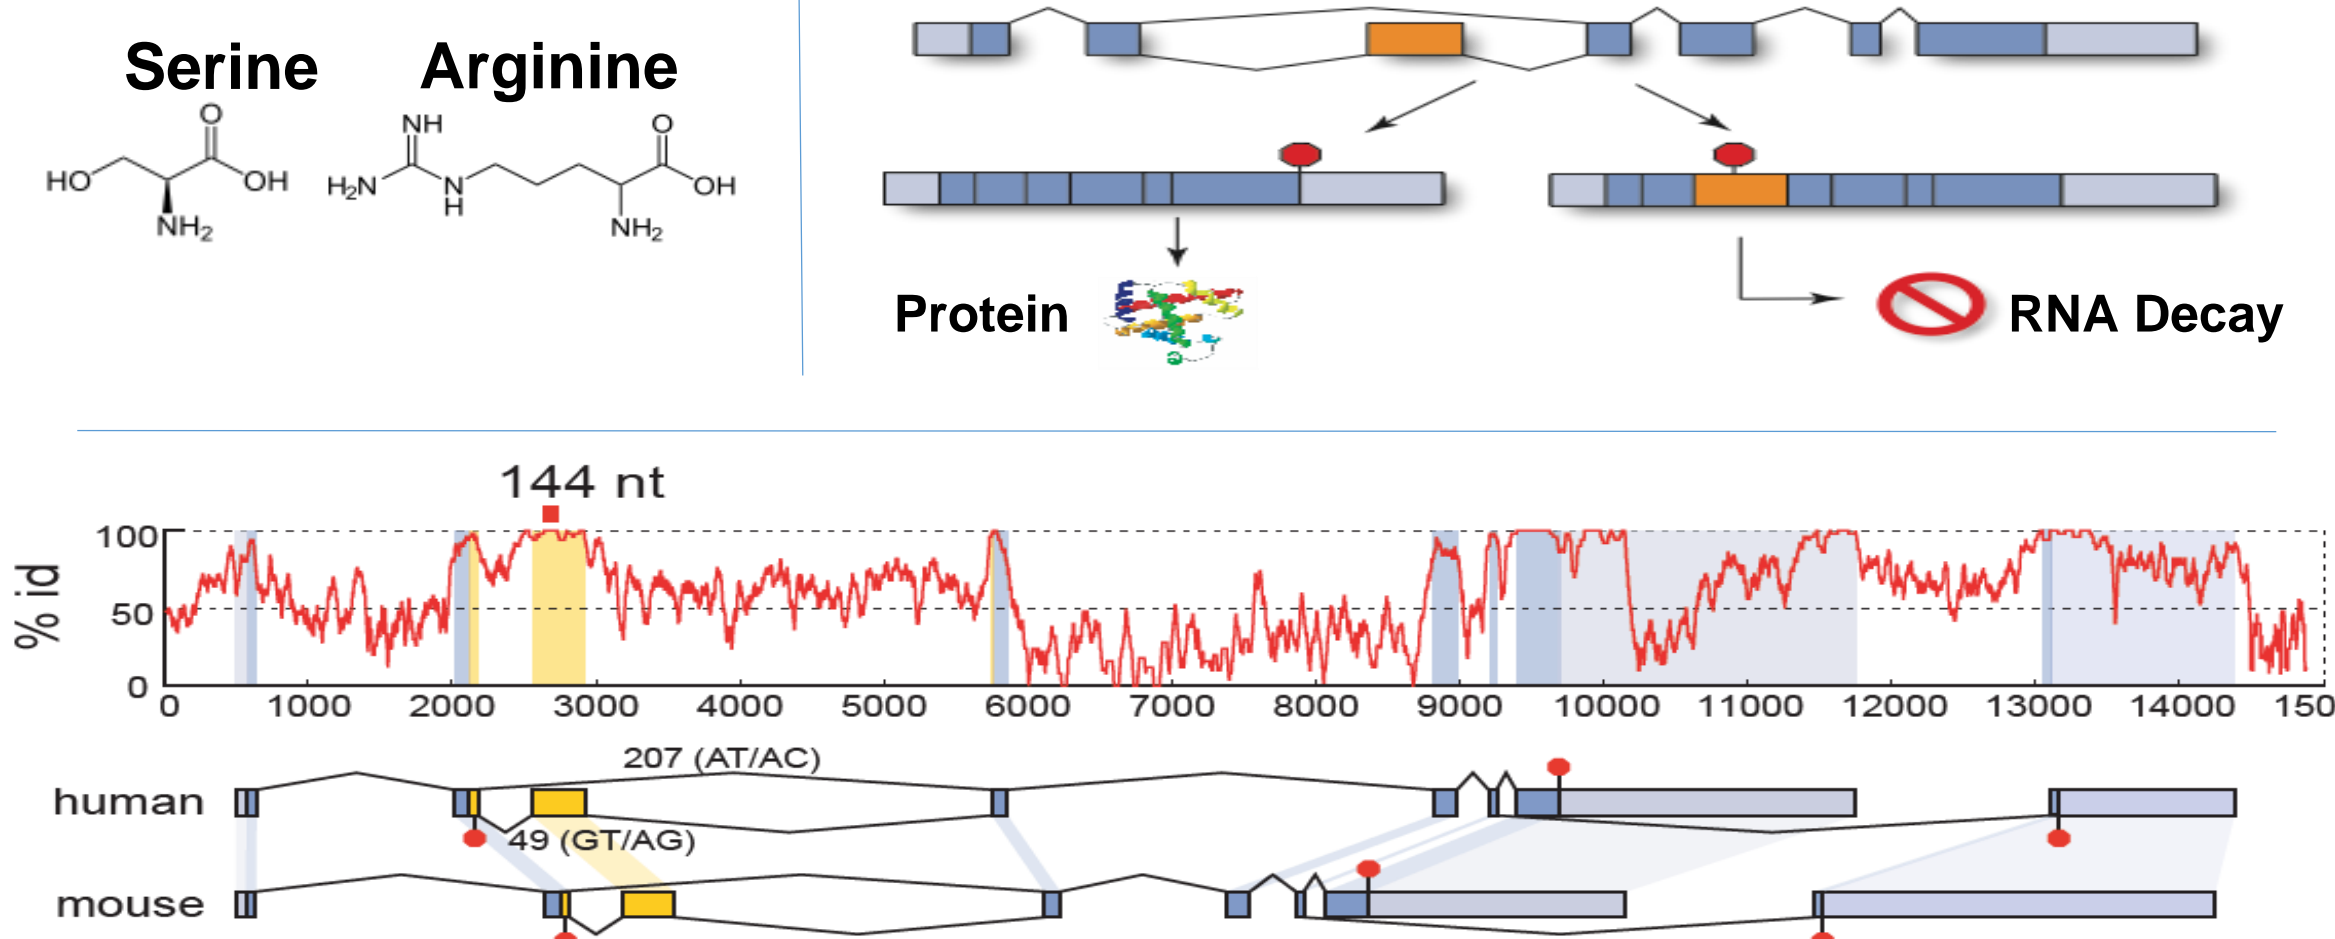 Serine Arginine
O
HO
OH
NH2
NH
O
H2N
N
H
OH
NH2
Protein
RNA Decay
144 nt
100
50
0
% id
0 1000 2000 3000 4000 5000 6000 7000 8000 9000 10000 11000 12000 13000 14000 150
207 (AT/AC)
human
49 (GT/AG)
mouse